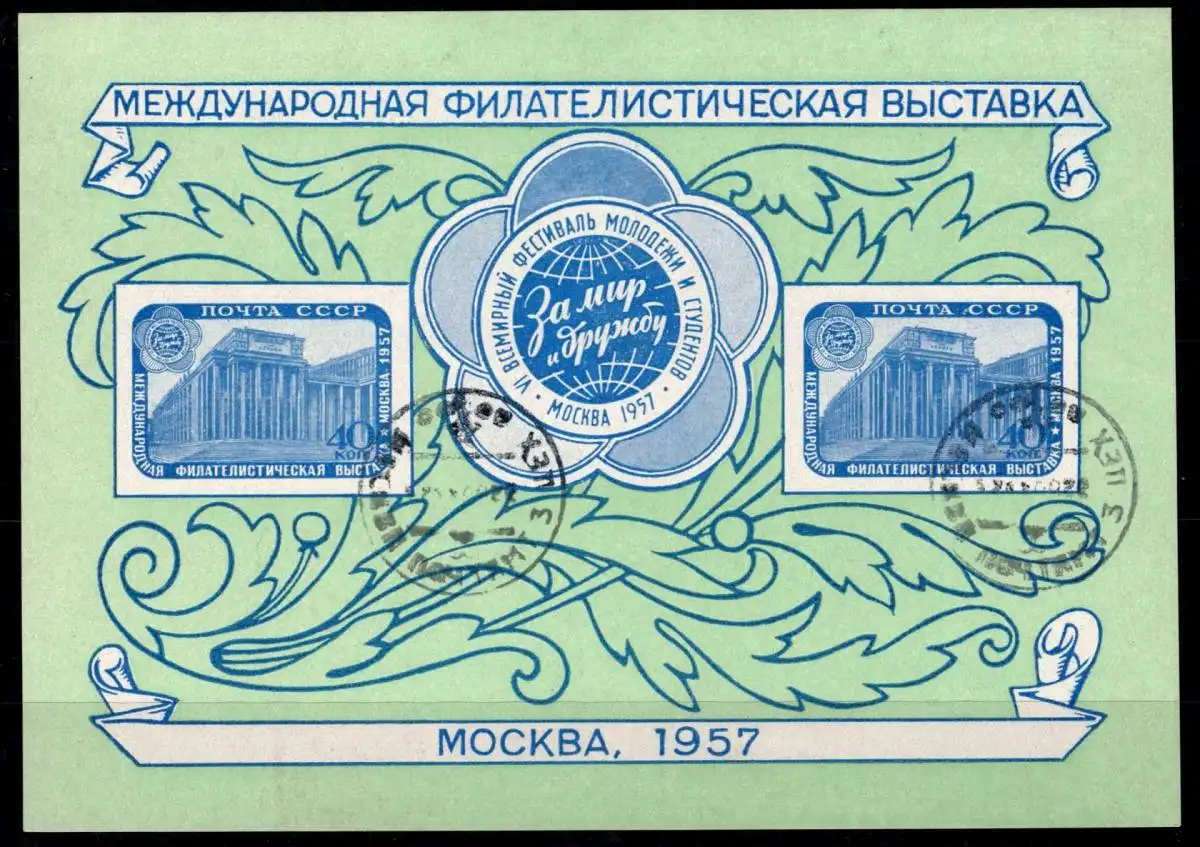 МЕЖДУНАРОДНАЯ ФИЛАТЕЛИСТИЧЕСКАЯ ВЫСТАВКА
VI ВСЕМИРНЫЙ ФЕСТИВАЛЬ МОЛОДЕЖИ И СТУДЕНТОВ
• МОСКВА 1957 •
За мир
и дружбу
ПОЧТА СССР
МЕЖДУНАРОДНАЯ ФИЛАТЕЛИСТИЧЕСКАЯ ВЫСТАВКА ★ МОСКВА 1957
40
КОП
ПОЧТА СССР
МЕЖДУНАРОДНАЯ ФИЛАТЕЛИСТИЧЕСКАЯ ВЫСТАВКА ★ МОСКВА 1957
40
КОП
МОСКВА, 1957